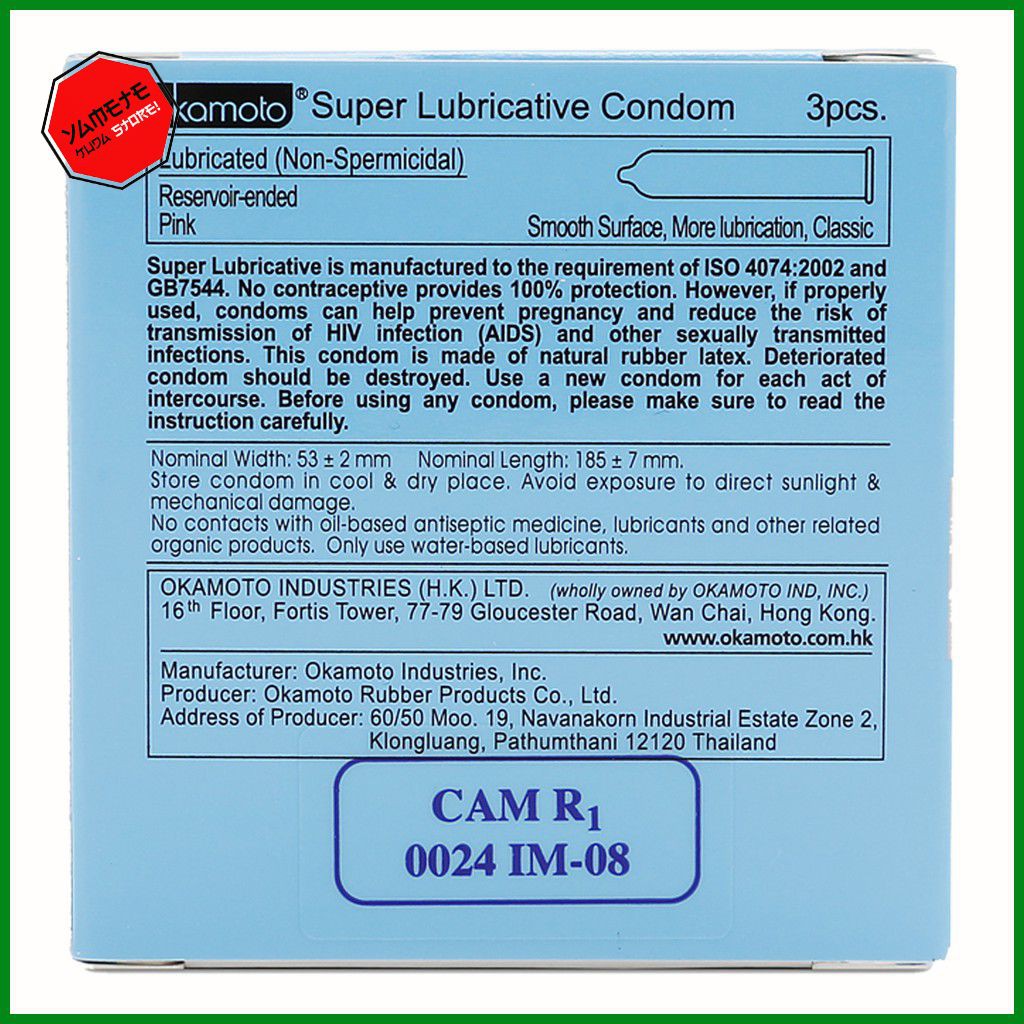 YAMETE
KUDA STORE!
okamoto® Super Lubricative Condom 3pcs.
Lubricated (Non-Spermicidal)
Reservoir-ended
Pink Smooth Surface, More lubrication, Classic
Super Lubricative is manufactured to the requirement of ISO 4074:2002 and
GB7544. No contraceptive provides 100% protection. However, if properly
used, condoms can help prevent pregnancy and reduce the risk of
transmission of HIV infection (AIDS) and other sexually transmitted
infections. This condom is made of natural rubber latex. Deteriorated
condom should be destroyed. Use a new condom for each act of
intercourse. Before using any condom, please make sure to read the
instruction carefully.
Nominal Width: 53 ± 2 mm Nominal Length: 185 ± 7 mm.
Store condom in cool & dry place. Avoid exposure to direct sunlight &
mechanical damage.
No contacts with oil-based antiseptic medicine, lubricants and other related
organic products. Only use water-based lubricants.
OKAMOTO INDUSTRIES (H.K.) LTD. (wholly owned by OKAMOTO IND, INC.)
16th Floor, Fortis Tower, 77-79 Gloucester Road, Wan Chai, Hong Kong.
www.okamoto.com.hk
Manufacturer: Okamoto Industries, Inc.
Producer: Okamoto Rubber Products Co., Ltd.
Address of Producer: 60/50 Moo. 19, Navanakorn Industrial Estate Zone 2,
Klongluang, Pathumthani 12120 Thailand
CAM R1
0024 IM-08